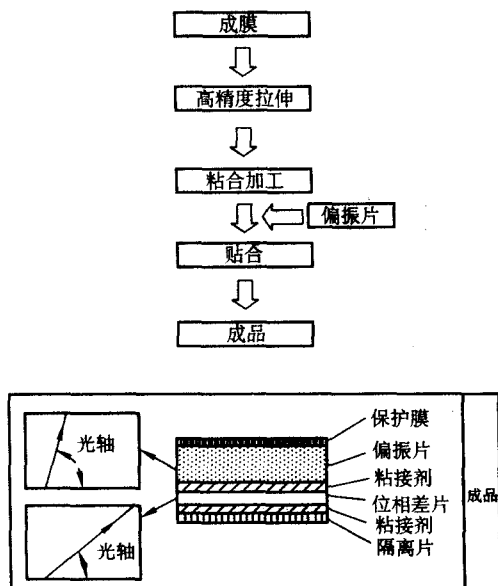 成膜
高精度拉伸
粘合加工
偏振片
贴合
成品
光轴
光轴
保护膜
偏振片
粘接剂
位相差片
粘接剂
隔离片
成品